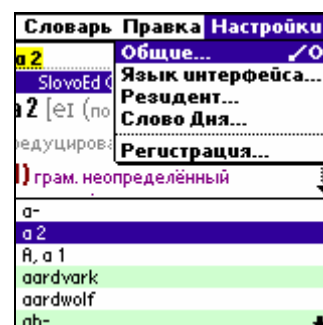 Словарь Правка Настройки
а 2
Общие... ⁄О
SlovoEd
Язык интерфейса...
а 2 [eɪ (по
Резидент...
Слово Дня...
редуцирова
Регистрация...
) грам. неопределённый
a-
a 2
A, a 1
aardvark
aardwolf
ab-